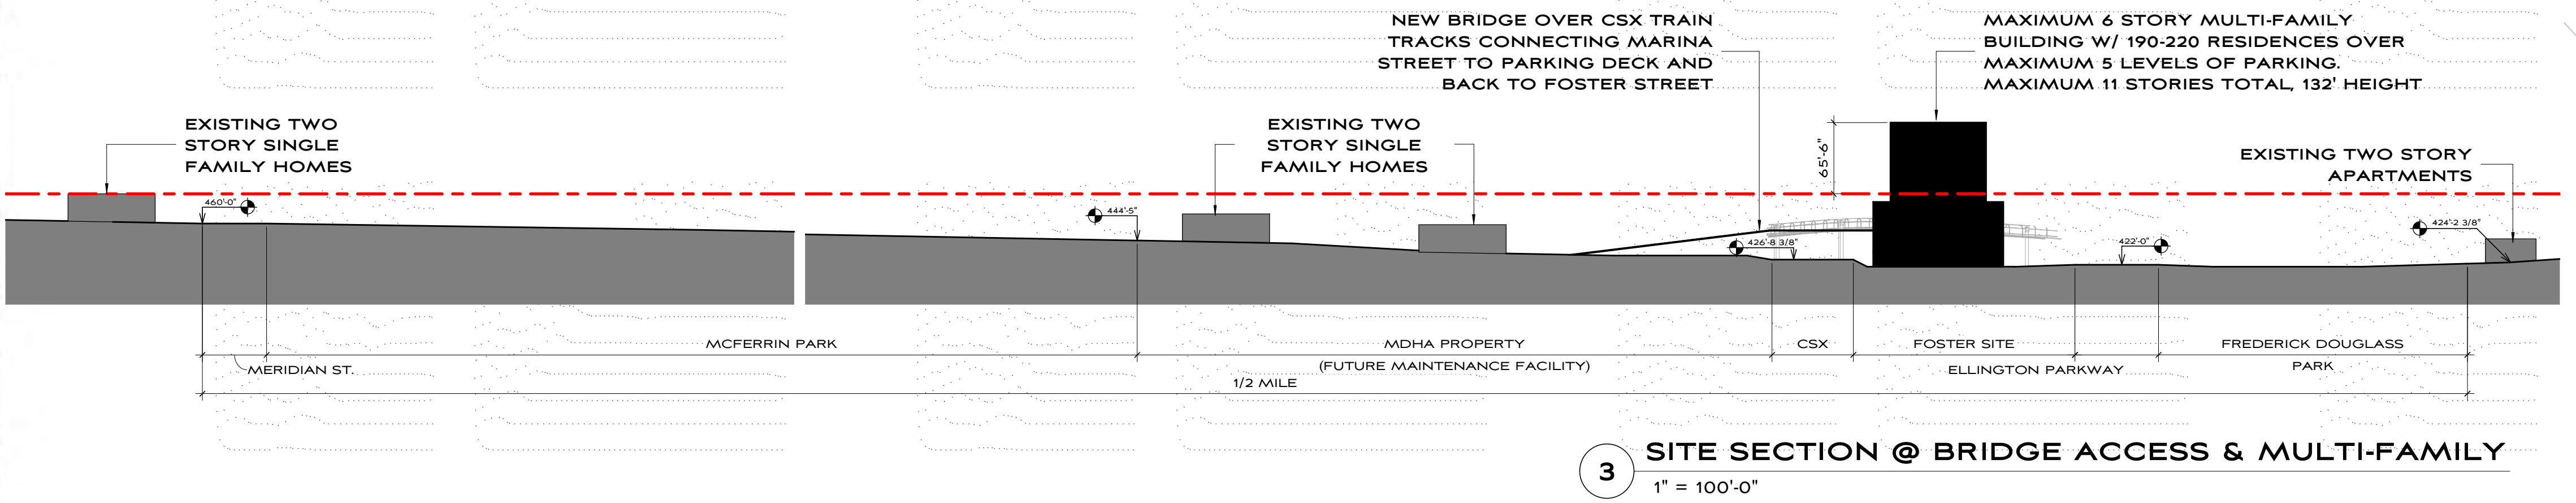 NEW BRIDGE OVER CSX TRAIN
TRACKS CONNECTING MARINA
STREET TO PARKING DECK AND
BACK TO FOSTER STREET
MAXIMUM 6 STORY MULTI-FAMILY
BUILDING W/ 190-220 RESIDENCES OVER
MAXIMUM 5 LEVELS OF PARKING.
MAXIMUM 11 STORIES TOTAL, 132' HEIGHT
EXISTING TWO
STORY SINGLE
FAMILY HOMES
EXISTING TWO
STORY SINGLE
FAMILY HOMES
65'-6"
EXISTING TWO STORY
APARTMENTS
460'-0"
444'-5"
426'-8 3/8"
422'-0"
424'-2 3/8"
MCFERRIN PARK
MDHA PROPERTY
(FUTURE MAINTENANCE FACILITY)
CSX
FOSTER SITE
FREDERICK DOUGLASS
PARK
MERIDIAN ST.
ELLINGTON PARKWAY
1/2 MILE
3
SITE SECTION @ BRIDGE ACCESS & MULTI-FAMILY
1" = 100'-0"